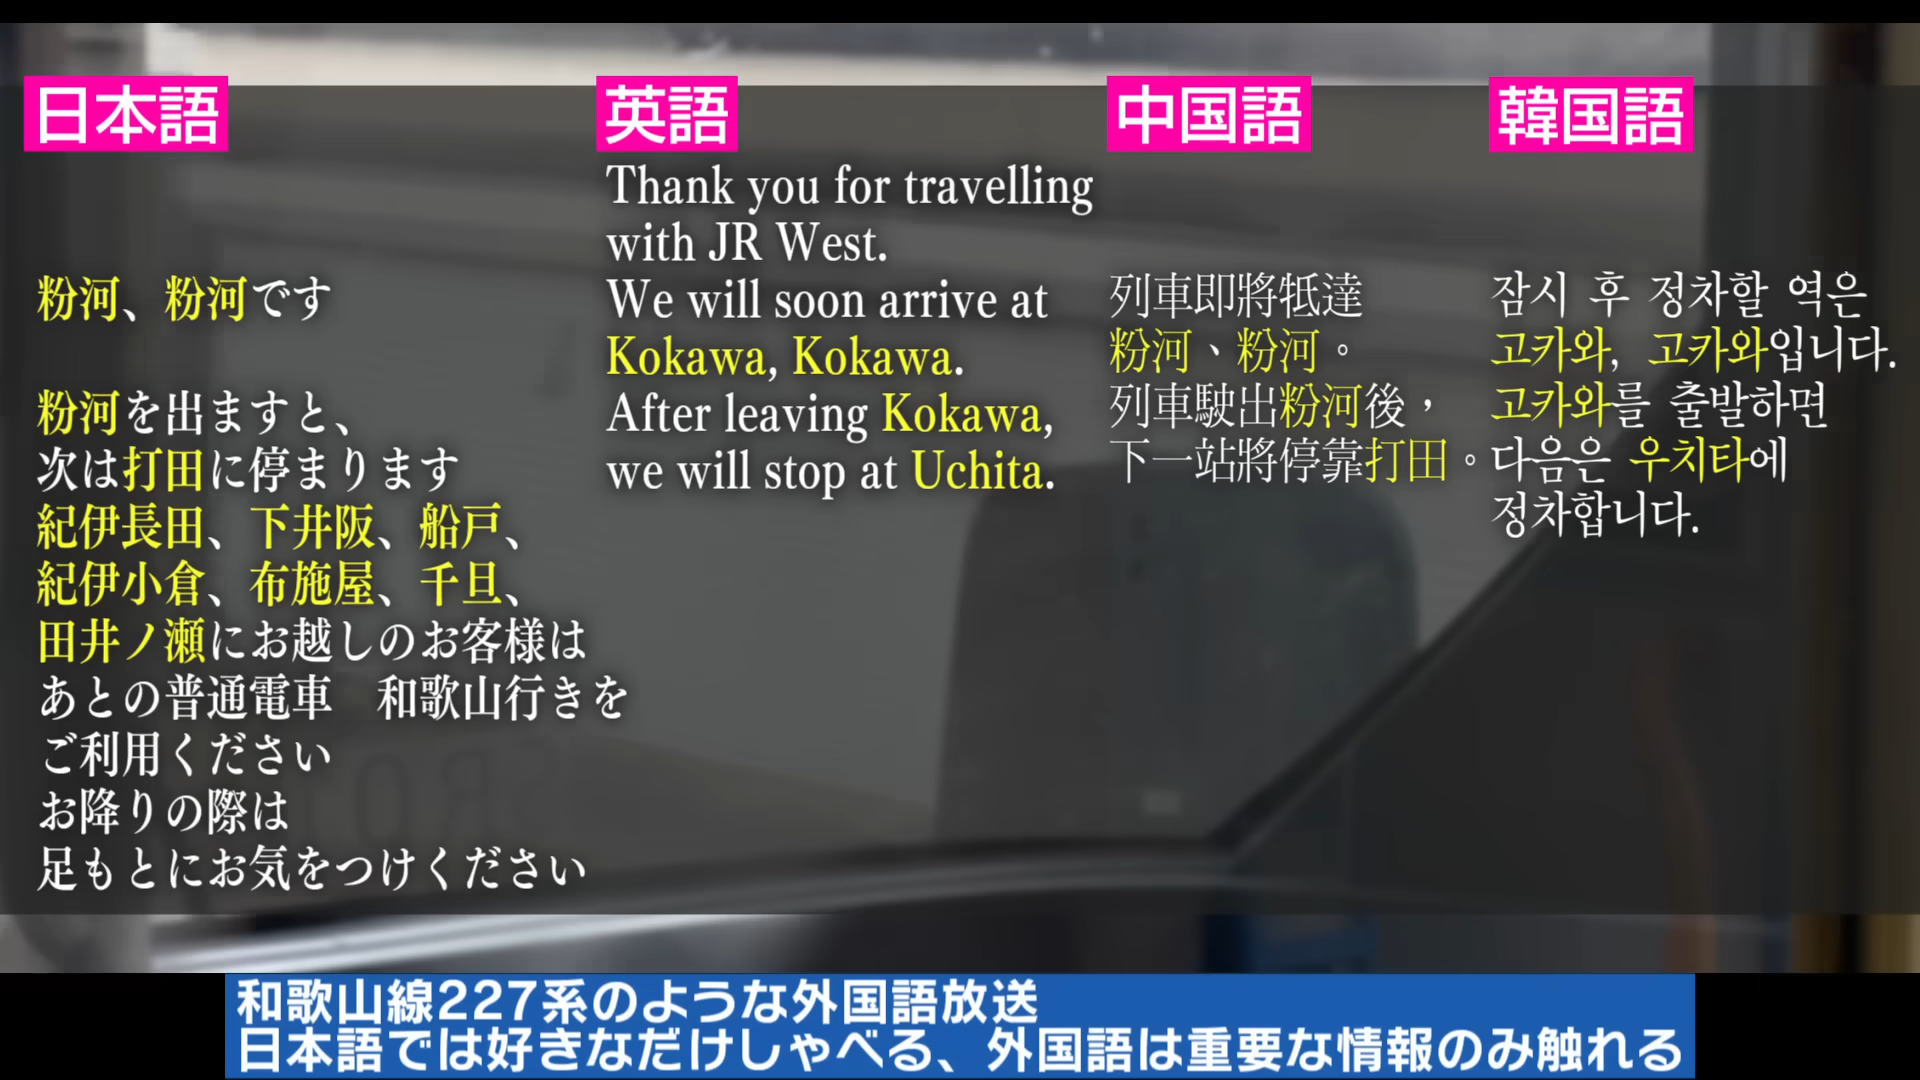 日本語
粉河、粉河です
粉河を出ますと、
次は打田に停まります
紀伊長田、下井阪、船戸、
紀伊小倉、布施屋、千旦、
田井ノ瀬にお越しのお客様は
あとの普通電車　和歌山行きを
ご利用ください
お降りの際は
足もとにお気をつけください
英語
Thank you for travelling
with JR West.
We will soon arrive at
Kokawa, Kokawa.
After leaving Kokawa,
we will stop at Uchita.
中国語
列車即將牴達
粉河、粉河。
列車駛出粉河後，
下一站將停靠打田。
韓国語
잠시 후 정차할 역은
고카와, 고카와입니다.
고카와를 출발하면
다음은 우치타에
정차합니다.
和歌山線227系のような外国語放送
日本語では好きなだけしゃべる、外国語は重要な情報のみ触れる